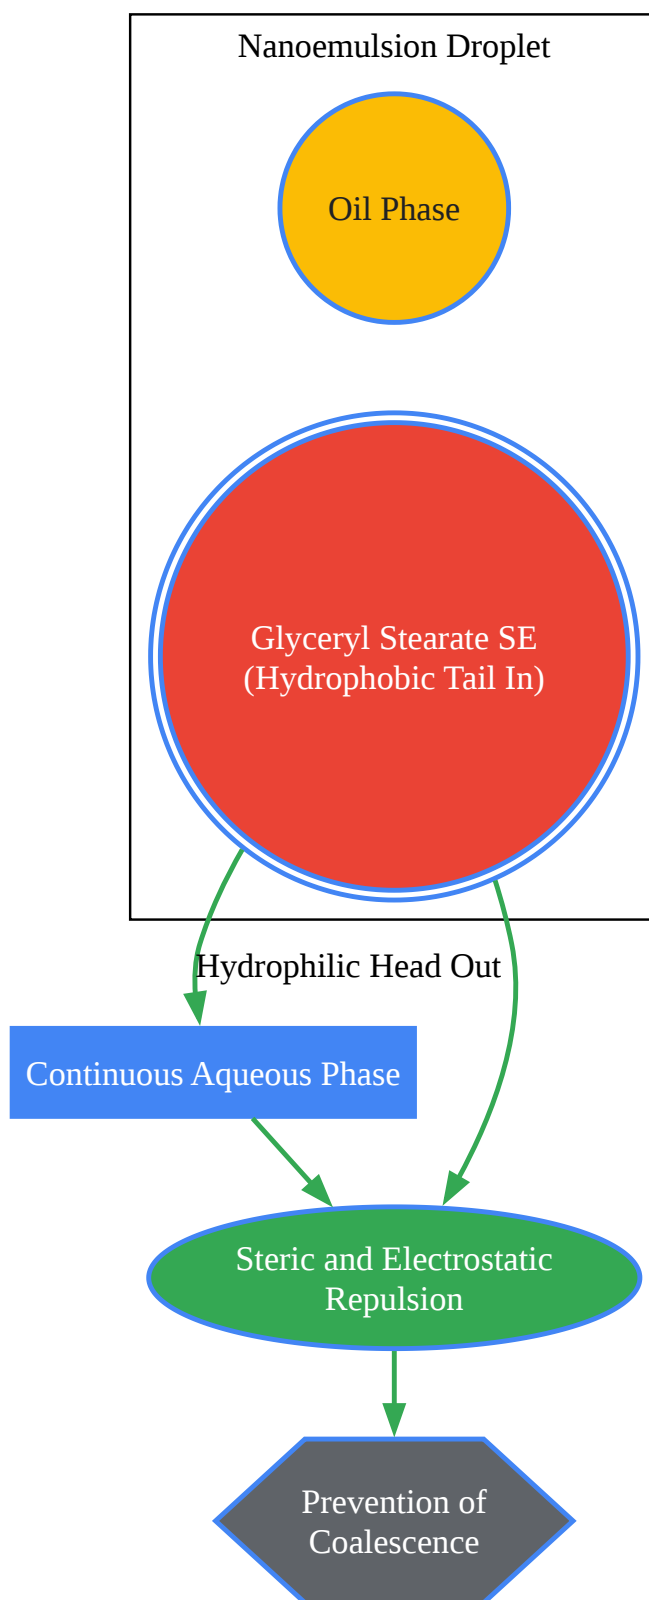 Nanoemulsion Droplet
Oil Phase
Glyceryl Stearate SE
(Hydrophobic Tail In)
Hydrophilic Head Out
Continuous Aqueous Phase
Steric and Electrostatic
Repulsion
Prevention of
Coalescence